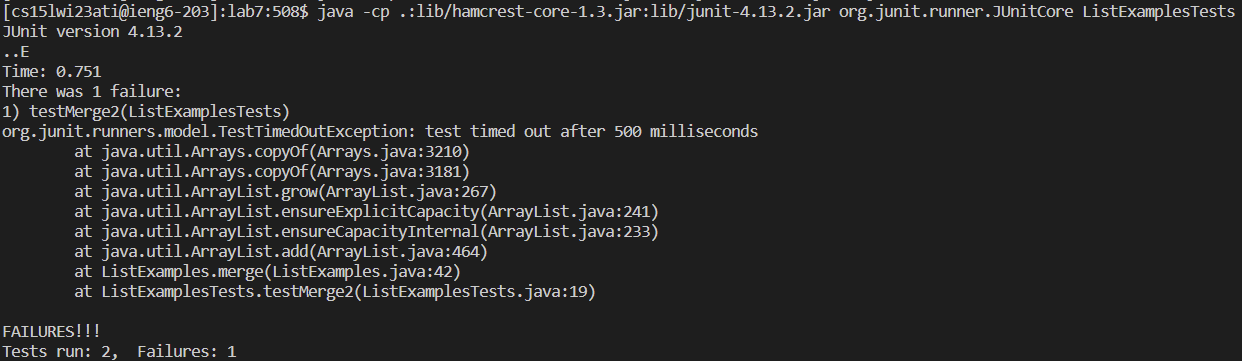 [cs15lwi23ati@ieng6-203]:lab7:508$ java -cp .:lib/hamcrest-core-1.3.jar:lib/junit-4.13.2.jar org.junit.runner.JUnitCore ListExamplesTests
JUnit version 4.13.2
..E
Time: 0.751
There was 1 failure:
1) testMerge2(ListExamplesTests)
org.junit.runners.model.TestTimedOutException: test timed out after 500 milliseconds
        at java.util.Arrays.copyOf(Arrays.java:3210)
        at java.util.Arrays.copyOf(Arrays.java:3181)
        at java.util.ArrayList.grow(ArrayList.java:267)
        at java.util.ArrayList.ensureExplicitCapacity(ArrayList.java:241)
        at java.util.ArrayList.ensureCapacityInternal(ArrayList.java:233)
        at java.util.ArrayList.add(ArrayList.java:464)
        at ListExamples.merge(ListExamples.java:42)
        at ListExamplesTests.testMerge2(ListExamplesTests.java:19)

FAILURES!!!
Tests run: 2,  Failures: 1